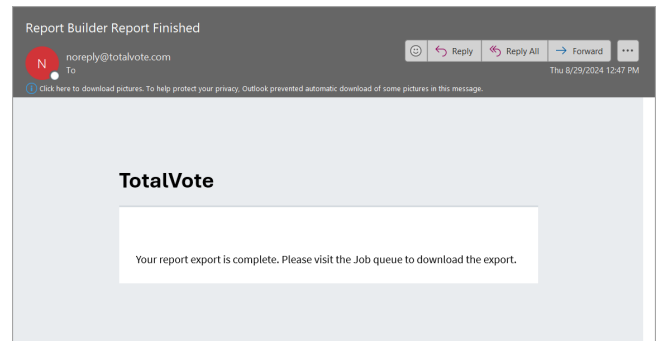 Report Builder Report Finished
N
noreply@totalvote.com
To
Reply
Reply All
Forward
Thu 8/29/2024 12:47 PM
Click here to download pictures. To help protect your privacy, Outlook prevented automatic download of some pictures in this message.
TotalVote
Your report export is complete. Please visit the Job queue to download the export.